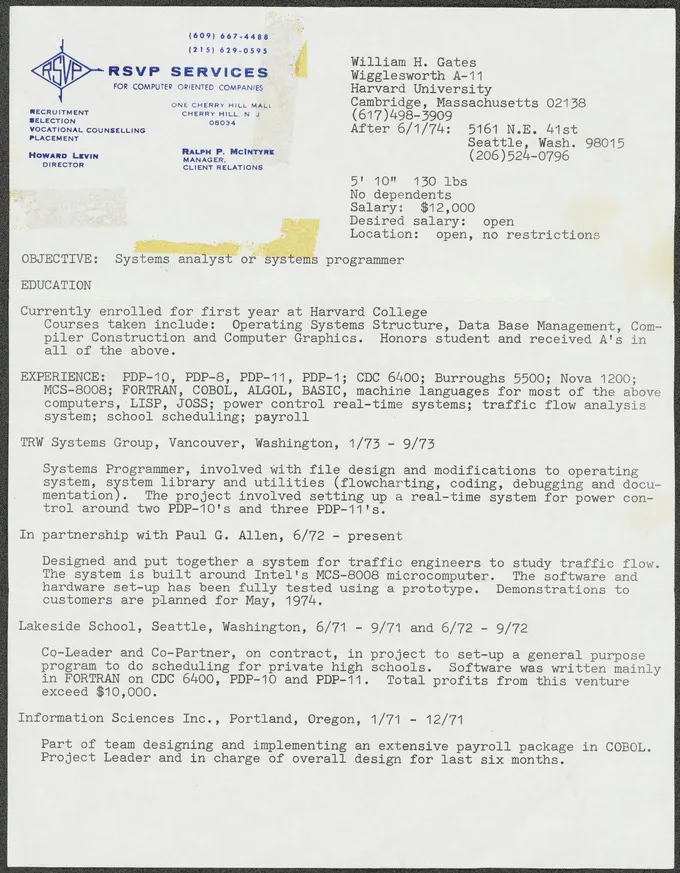 (609) 667-4488
(215) 629-0595
RSVP
RSVP SERVICES
FOR COMPUTER ORIENTED COMPANIES
ONE CHERRY HILL MALL
CHERRY HILL N J
08034
RECRUITMENT
SELECTION
VOCATIONAL COUNSELLING
PLACEMENT
HOWARD LEVIN
DIRECTOR
RALPH P. MCINTYRE
MANAGER,
CLIENT RELATIONS
William H. Gates
Wigglesworth A-11
Harvard University
Cambridge, Massachusetts 02138
(617)498-3909
After 6/1/74: 5161 N.E. 41st
Seattle, Wash. 98015
(206)524-0796
5' 10" 130 lbs
No dependents
Salary: $12,000
Desired salary: open
Location: open, no restrictions
OBJECTIVE: Systems analyst or systems programmer
EDUCATION
Currently enrolled for first year at Harvard College
Courses taken include: Operating Systems Structure, Data Base Management, Com-
piler Construction and Computer Graphics. Honors student and received A's in
all of the above.
EXPERIENCE: PDP-10, PDP-8, PDP-11, PDP-1; CDC 6400; Burroughs 5500; Nova 1200;
MCS-8008; FORTRAN, COBOL, ALGOL, BASIC, machine languages for most of the above
computers, LISP, JOSS; power control real-time systems; traffic flow analysis
system; school scheduling; payroll
TRW Systems Group, Vancouver, Washington, 1/73 - 9/73
Systems Programmer, involved with file design and modifications to operating
system, system library and utilities (flowcharting, coding, debugging and docu-
mentation). The project involved setting up a real-time system for power con-
trol around two PDP-10's and three PDP-11's.
In partnership with Paul G. Allen, 6/72 - present
Designed and put together a system for traffic engineers to study traffic flow.
The system is built around Intel's MCS-8008 microcomputer. The software and
hardware set-up has been fully tested using a prototype. Demonstrations to
customers are planned for May, 1974.
Lakeside School, Seattle, Washington, 6/71 - 9/71 and 6/72 - 9/72
Co-Leader and Co-Partner, on contract, in project to set-up a general purpose
program to do scheduling for private high schools. Software was written mainly
in FORTRAN on CDC 6400, PDP-10 and PDP-11. Total profits from this venture
exceed $10,000.
Information Sciences Inc., Portland, Oregon, 1/71 - 12/71
Part of team designing and implementing an extensive payroll package in COBOL.
Project Leader and in charge of overall design for last six months.